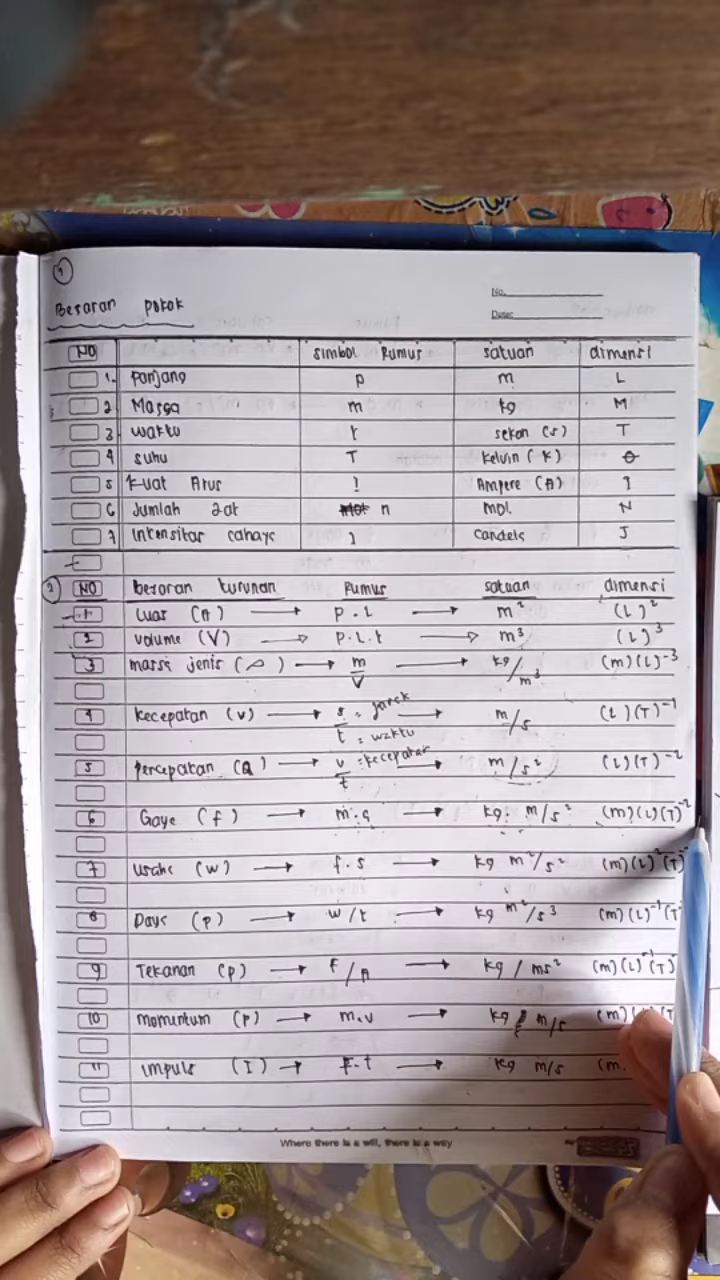 1
Besaran pokok
No.
Date:
NO simbol Rumus satuan dimensi
1. Panjang p m L
2 Massa m kg M
3 waktu t sekon (s) T
4 suhu T Kelvin (K) θ
5 Kuat Arus I Ampere (A) I
6 Jumlah zat n mol. N
7 Intensitas cahaya J candela J
2 NO besaran turunan Rumus satuan dimensi
1 Luas (A) → p.L → m² (L)²
2 volume (V) → p.L.t → m³ (L)³
3 massa jenis ( ) → m/V → kg/m³ (m)(L)-³
4 kecepatan (v) → s/t → m/s (L)(T)-¹
s = jarak
t = waktu
5 Percepatan (a) → v/t → m/s² (L)(T)-²
v = kecepatan
6 Gaya (f) → m.a → kg. m/s² (m)(L)(T)-²
7 usaha (w) → f.s → kg m²/s² (m)(L)²(T)
8 Daya (p) → w/t → kg m²/s³ (m)(L)-¹(T
9 Tekanan (p) → F/A → kg/ms² (m)(L)-¹(T)
10 momentum (P) → m.v → kg m/s (m)
11 impuls (I) → F.t → kg m/s (m.
Where there is a will, there is a way